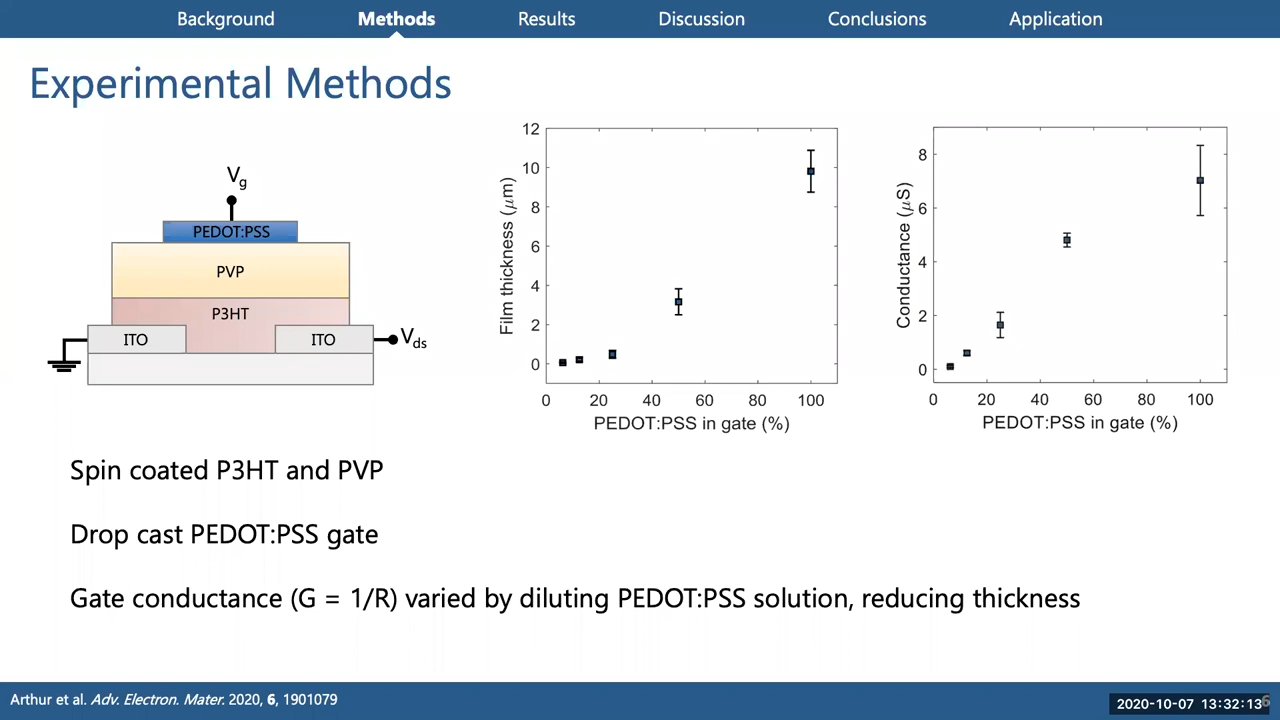 Background Methods Results Discussion Conclusions Application
Experimental Methods
Vg
PEDOT:PSS
PVP
P3HT
ITO
ITO
Vds
12
10
8
6
4
2
0
Film thickness (μm)
0 20 40 60 80 100
PEDOT:PSS in gate (%)
8
6
4
2
0
Conductance (μS)
0 20 40 60 80 100
PEDOT:PSS in gate (%)
Spin coated P3HT and PVP
Drop cast PEDOT:PSS gate
Gate conductance (G = 1/R) varied by diluting PEDOT:PSS solution, reducing thickness
Arthur et al. Adv. Electron. Mater. 2020, 6, 1901079
2020-10-07 13:32:13
6